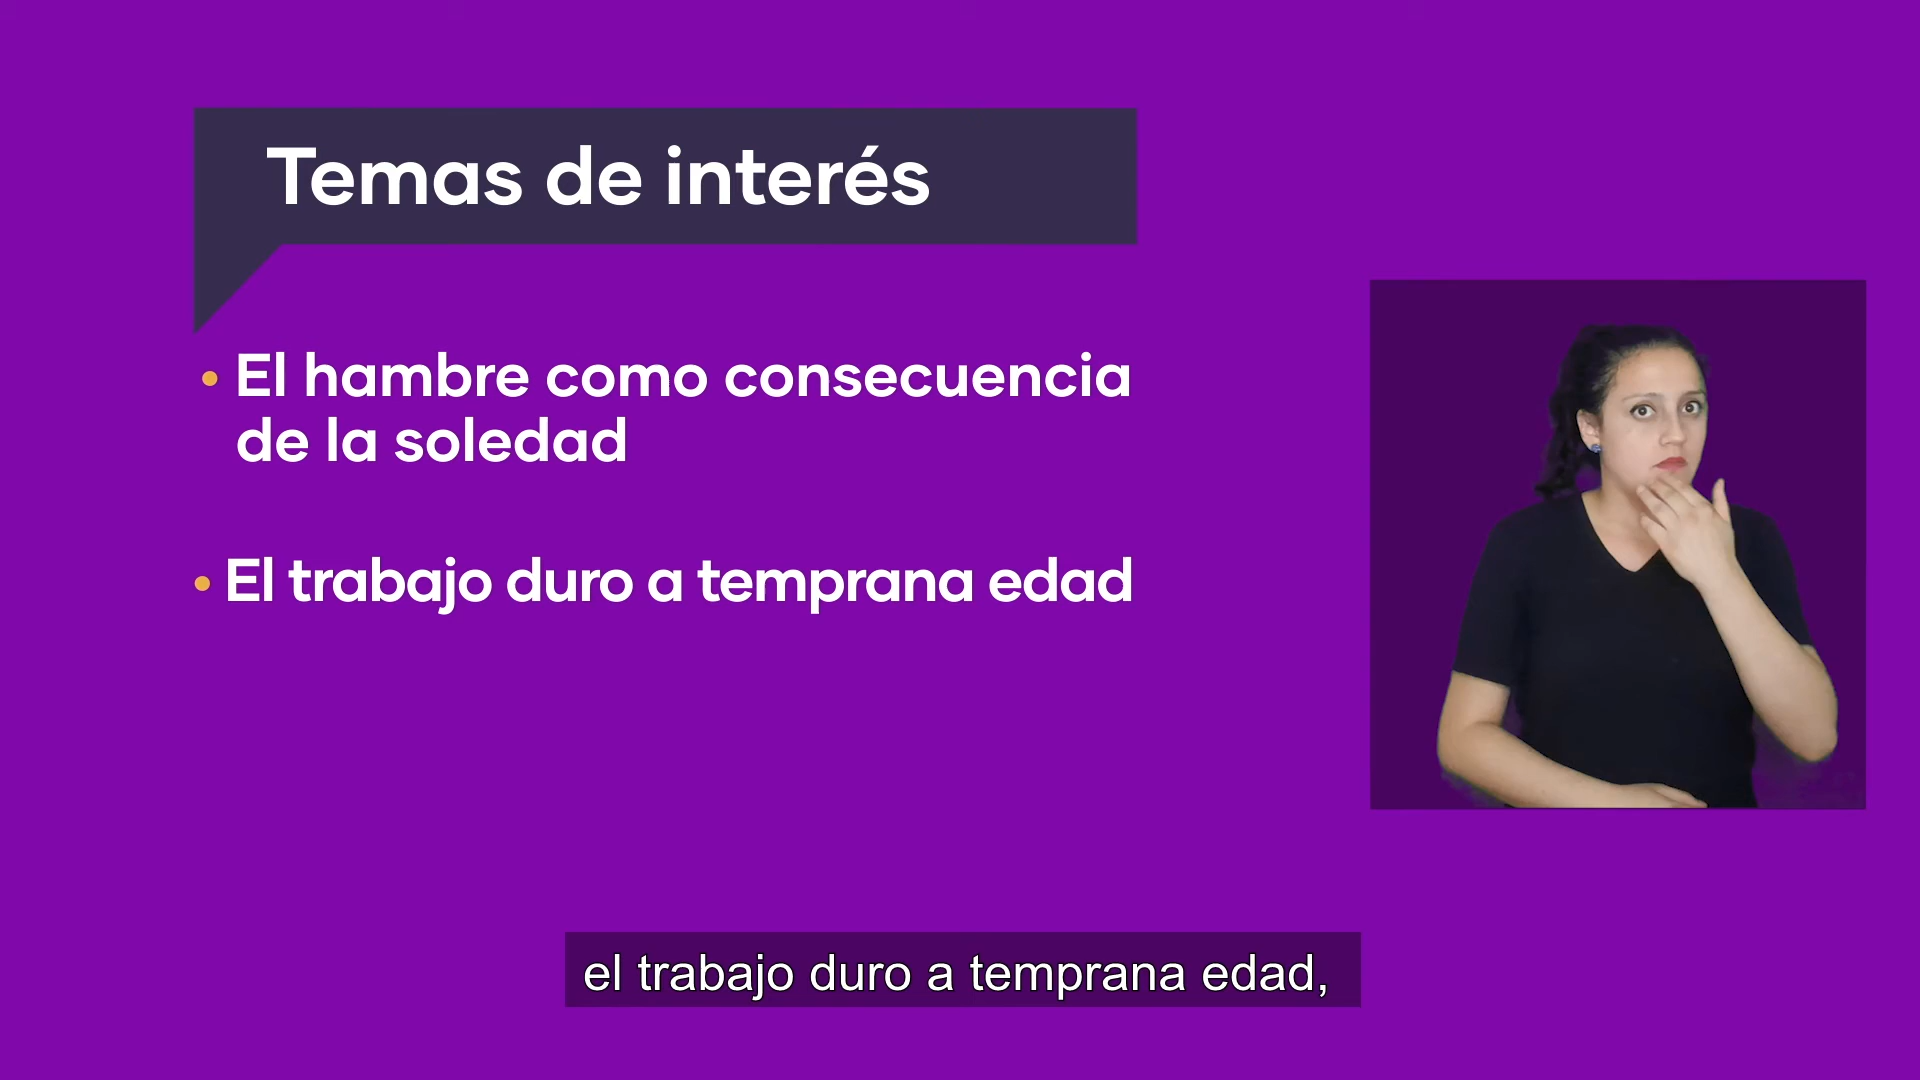 Temas de interés
• El hambre como consecuencia
de la soledad
• El trabajo duro a temprana edad
el trabajo duro a temprana edad,